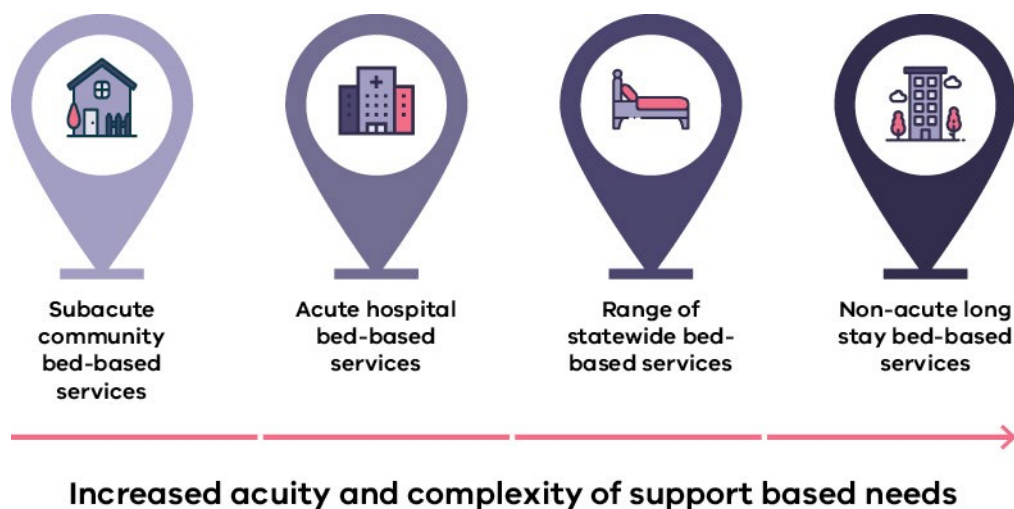 Subacute
community
bed-based
services
Acute hospital
bed-based
services
Range of
statewide bed-
based services
Non-acute long
stay bed-based
services
Increased acuity and complexity of support based needs